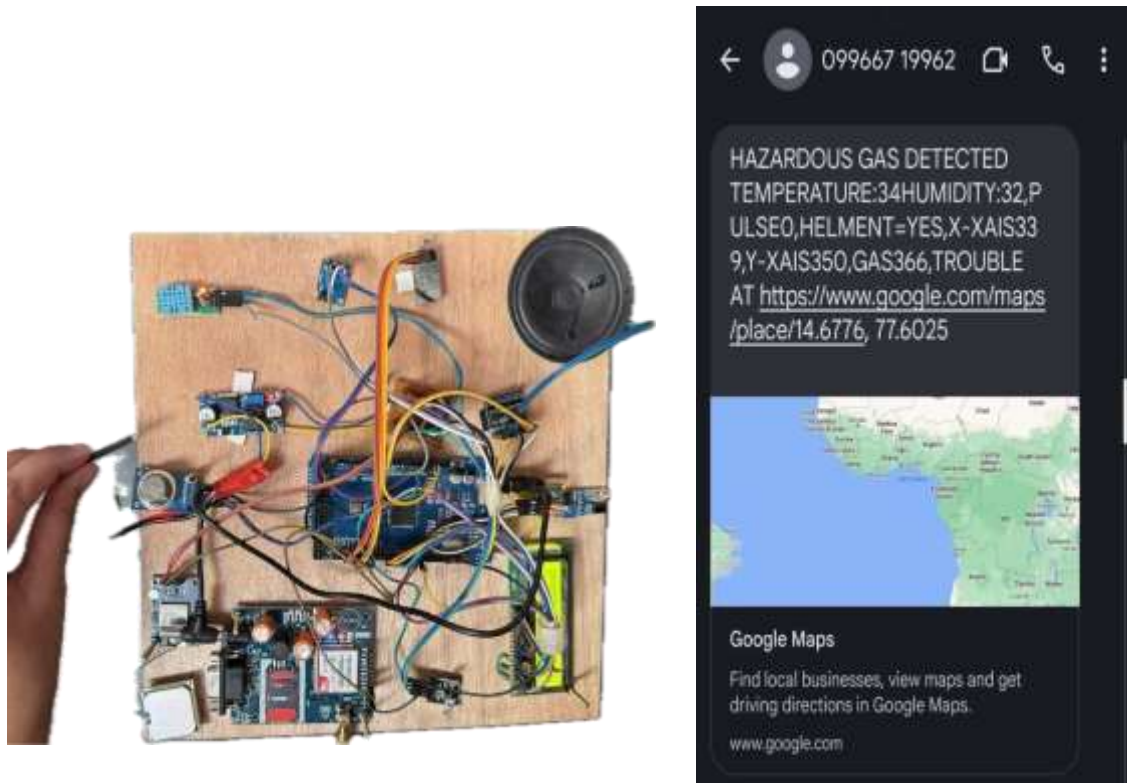 099667 19962
HAZARDOUS GAS DETECTED
TEMPERATURE:34HUMIDITY:32,P
ULSE0,HELMENT=YES,X-XAIS33
9,Y-XAIS350,GAS366,TROUBLE
AT https://www.google.com/maps
/place/14.6776, 77.6025
Google Maps
Find local businesses, view maps and get
driving directions in Google Maps.
www.google.com